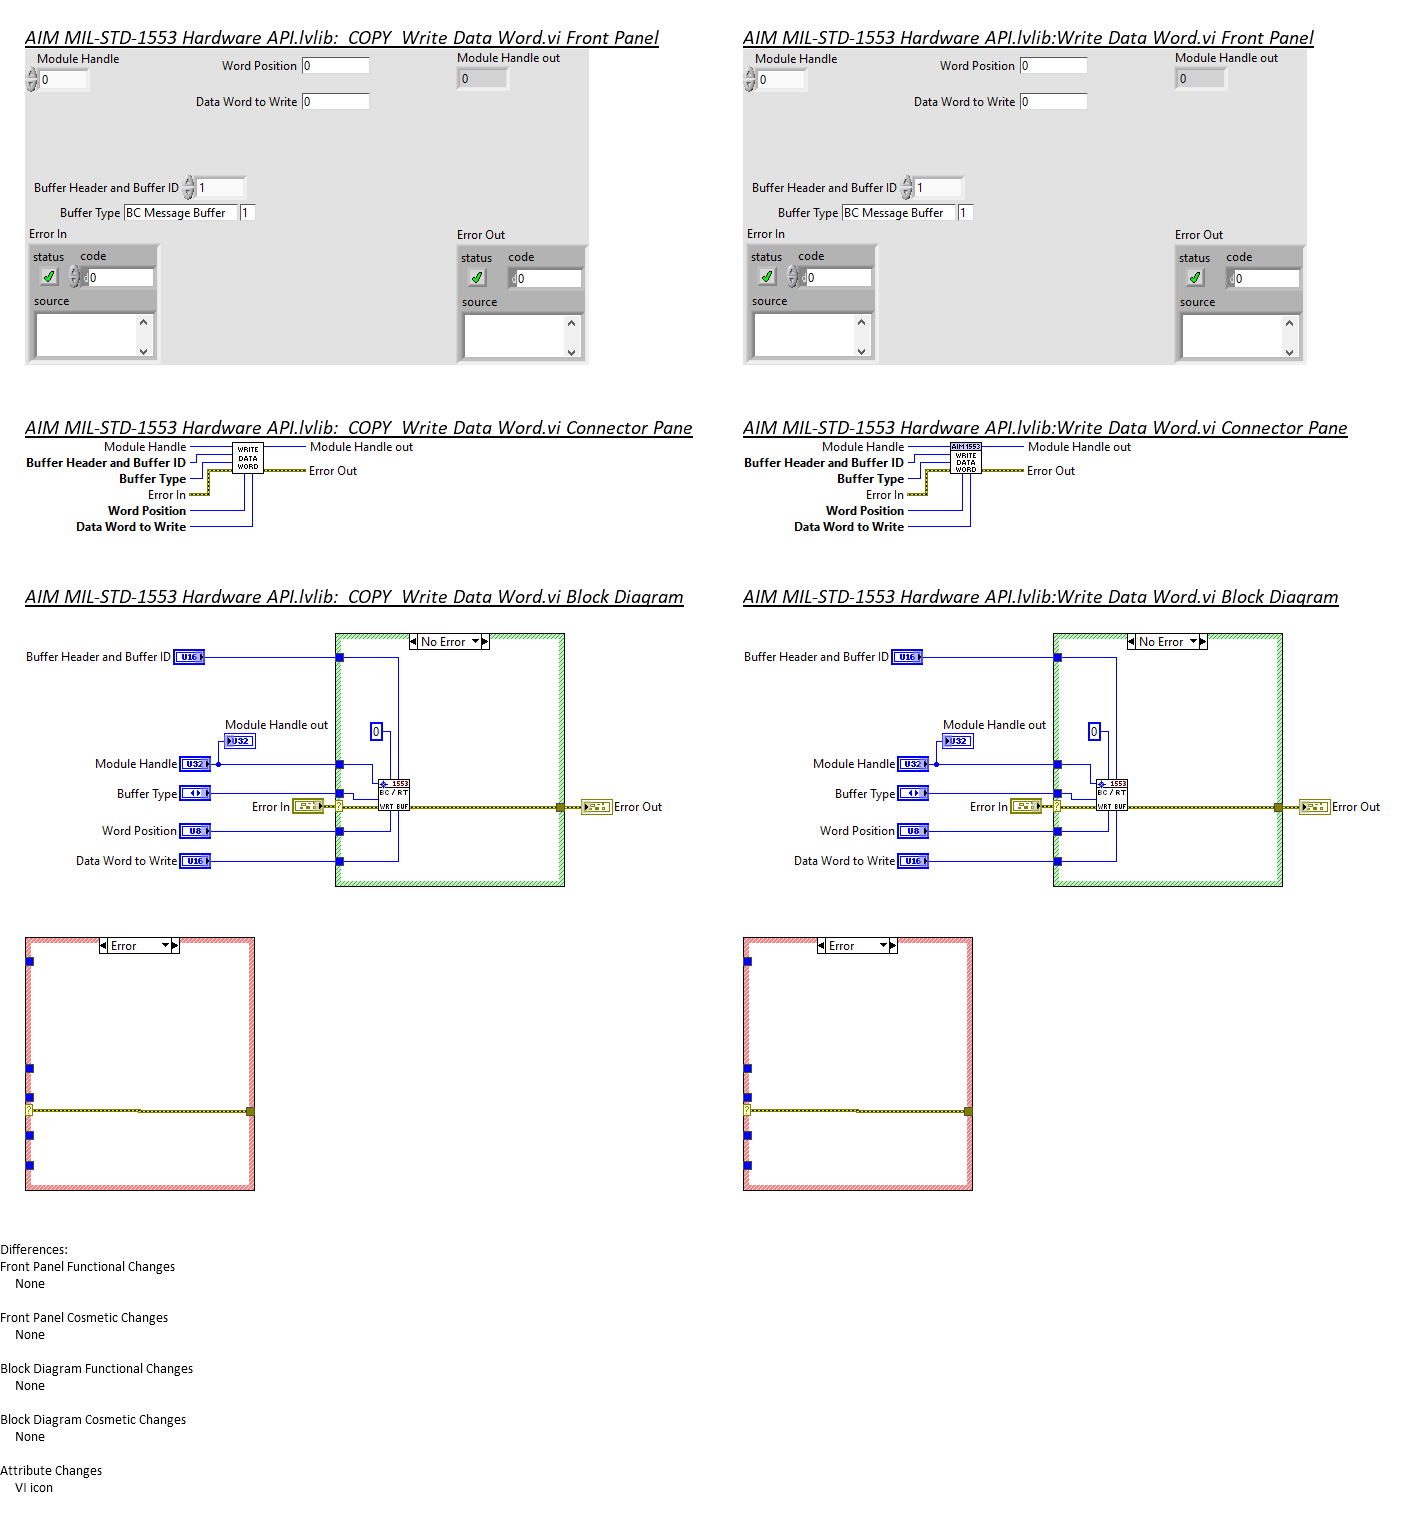 AIM MIL-STD-1553 Hardware API.lvlib:  COPY  Write Data Word.vi Front Panel
Module Handle
0
Word Position 0
Data Word to Write 0
Module Handle out
0
Buffer Header and Buffer ID 1
Buffer Type BC Message Buffer 1
Error In
status code
d 0
source
Error Out
status code
d 0
source
AIM MIL-STD-1553 Hardware API.lvlib:Write Data Word.vi Front Panel
Module Handle
0
Word Position 0
Data Word to Write 0
Module Handle out
0
Buffer Header and Buffer ID 1
Buffer Type BC Message Buffer 1
Error In
status code
d 0
source
Error Out
status code
d 0
source
AIM MIL-STD-1553 Hardware API.lvlib:  COPY  Write Data Word.vi Connector Pane
Module Handle
Buffer Header and Buffer ID
Buffer Type
Error In
Word Position
Data Word to Write
WRITE
DATA
WORD
Module Handle out
Error Out
AIM MIL-STD-1553 Hardware API.lvlib:Write Data Word.vi Connector Pane
Module Handle
Buffer Header and Buffer ID
Buffer Type
Error In
Word Position
Data Word to Write
AIM1553
WRITE
DATA
WORD
Module Handle out
Error Out
AIM MIL-STD-1553 Hardware API.lvlib:  COPY  Write Data Word.vi Block Diagram
No Error
Buffer Header and Buffer ID U16
Module Handle out
U32
0
Module Handle U32
Buffer Type
1553
BC / RT
WRT BUF
Error In
?
Error Out
Word Position U8
Data Word to Write U16
Error
?
AIM MIL-STD-1553 Hardware API.lvlib:Write Data Word.vi Block Diagram
No Error
Buffer Header and Buffer ID U16
Module Handle out
U32
0
Module Handle U32
Buffer Type
1553
BC / RT
WRT BUF
Error In
?
Error Out
Word Position U8
Data Word to Write U16
Error
?
Differences:
Front Panel Functional Changes
None
Front Panel Cosmetic Changes
None
Block Diagram Functional Changes
None
Block Diagram Cosmetic Changes
None
Attribute Changes
VI icon